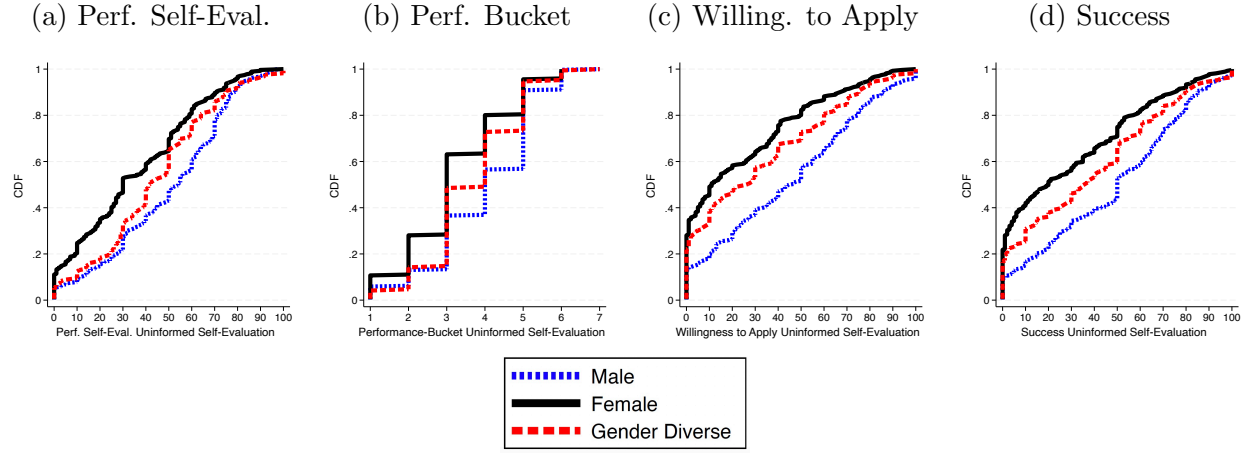 (a) Perf. Self-Eval.
(b) Perf. Bucket
(c) Willing. to Apply
(d) Success
1
.8
.6
.4
.2
0
CDF
0 10 20 30 40 50 60 70 80 90 100
Perf. Self-Eval. Uninformed Self-Evaluation
1
.8
.6
.4
.2
0
CDF
1 2 3 4 5 6 7
Performance-Bucket Uninformed Self-Evaluation
1
.8
.6
.4
.2
0
CDF
0 10 20 30 40 50 60 70 80 90 100
Willingness to Apply Uninformed Self-Evaluation
1
.8
.6
.4
.2
0
CDF
0 10 20 30 40 50 60 70 80 90 100
Success Uninformed Self-Evaluation
Male
Female
Gender Diverse